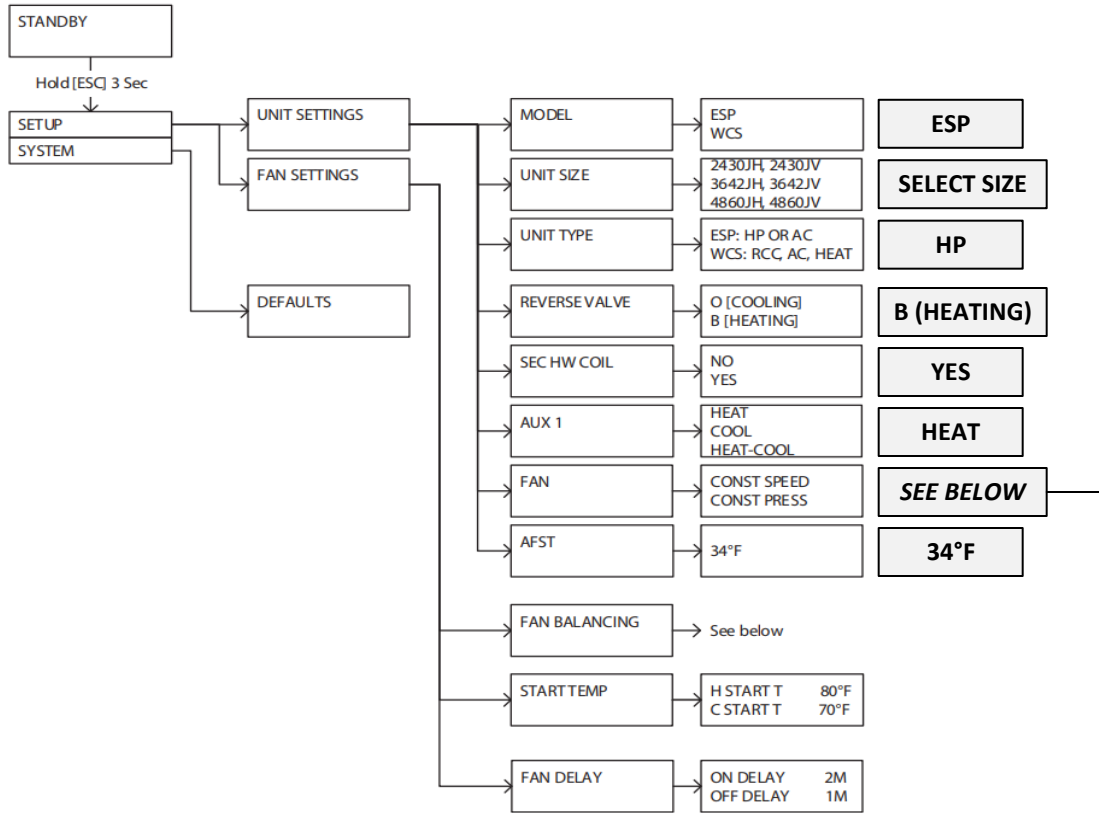 STANDBY
Hold [ESC] 3 Sec
SETUP
SYSTEM
UNIT SETTINGS
FAN SETTINGS
DEFAULTS
MODEL
ESP
WCS
ESP
UNIT SIZE
2430JH, 2430JV
3642JH, 3642JV
4860JH, 4860JV
SELECT SIZE
UNIT TYPE
ESP: HP OR AC
WCS: RCC, AC, HEAT
HP
REVERSE VALVE
O [COOLING]
B [HEATING]
B (HEATING)
SEC HW COIL
NO
YES
YES
AUX 1
HEAT
COOL
HEAT-COOL
HEAT
FAN
CONST SPEED
CONST PRESS
SEE BELOW
AFST
34°F
34°F
FAN BALANCING
See below
START TEMP
H START T 80°F
C START T 70°F
FAN DELAY
ON DELAY 2M
OFF DELAY 1M